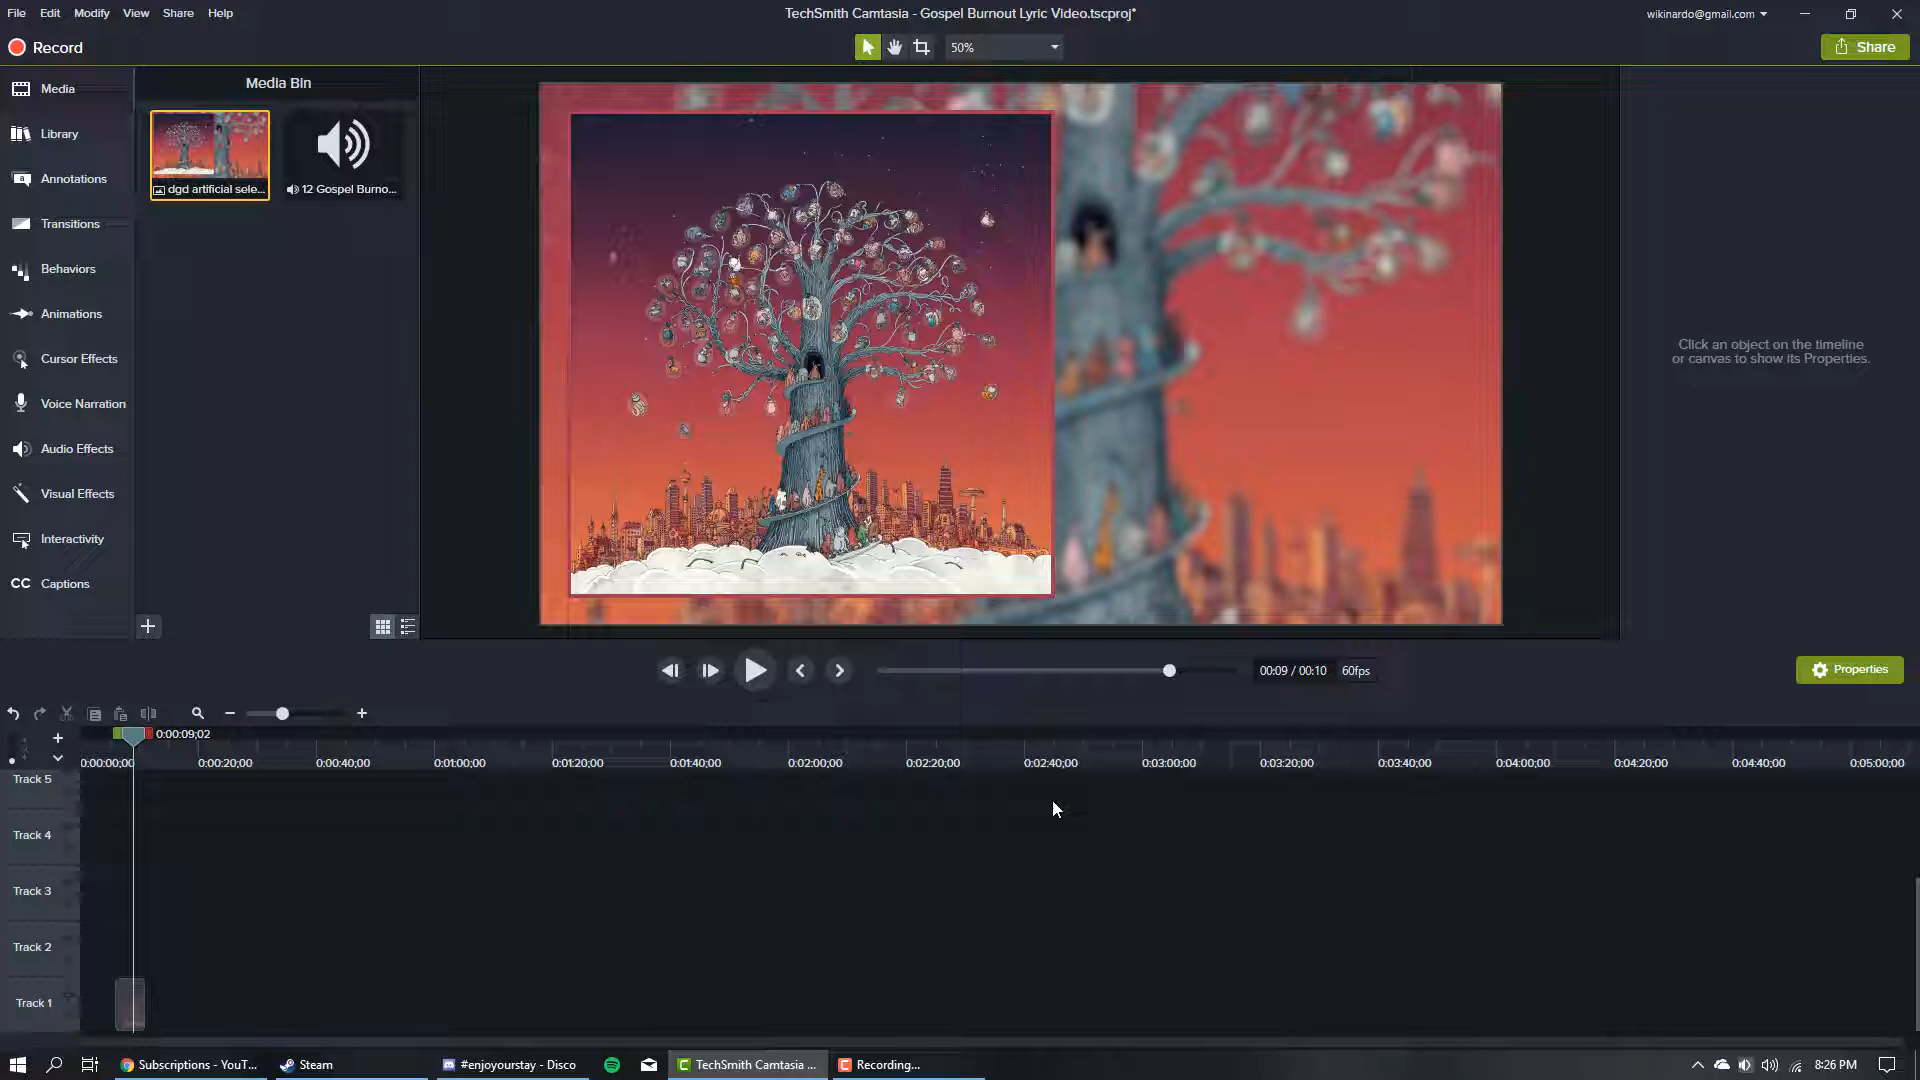 File Edit Modify View Share Help
TechSmith Camtasia - Gospel Burnout Lyric Video.tscproj*
wikinardo@gmail.com
Record
50%
Share
Media
Library
Annotations
Transitions
Behaviors
Animations
Cursor Effects
Voice Narration
Audio Effects
Visual Effects
Interactivity
CC Captions
Media Bin
dgd artificial sele...
12 Gospel Burno...
Click an object on the timeline
or canvas to show its Properties.
00:09 / 00:10 60fps
Properties
0:00:09;02
0:00:00;00 0:00:20;00 0:00:40;00 0:01:00;00 0:01:20;00 0:01:40;00 0:02:00;00 0:02:20;00 0:02:40;00 0:03:00;00 0:03:20;00 0:03:40;00 0:04:00;00 0:04:20;00 0:04:40;00 0:05:00;00
Track 5
Track 4
Track 3
Track 2
Track 1
Subscriptions - YouT...
Steam
#enjoyourstay - Disco
TechSmith Camtasia ...
Recording...
8:26 PM